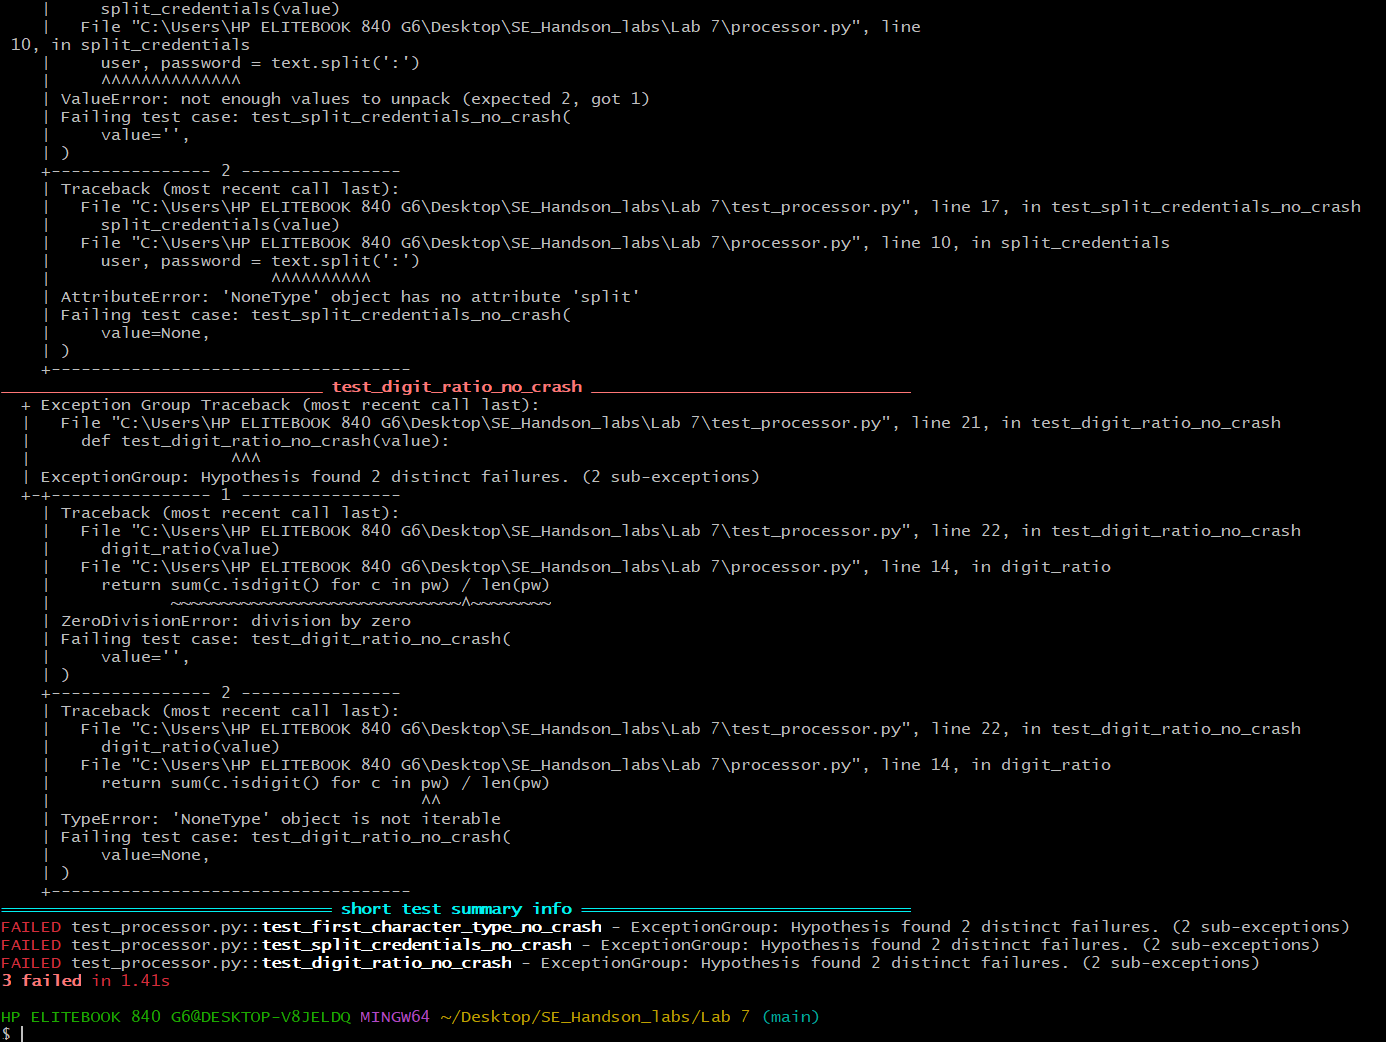 |     split_credentials(value)
    |   File "C:\Users\HP ELITEBOOK 840 G6\Desktop\SE_Handson_labs\Lab 7\processor.py", line
 10, in split_credentials
    |     user, password = text.split(':')
    |     ^^^^^^^^^^^^^^
    | ValueError: not enough values to unpack (expected 2, got 1)
    | Failing test case: test_split_credentials_no_crash(
    |     value='',
    | )
    +---------------- 2 ----------------
    | Traceback (most recent call last):
    |   File "C:\Users\HP ELITEBOOK 840 G6\Desktop\SE_Handson_labs\Lab 7\test_processor.py", line 17, in test_split_credentials_no_crash
    |     split_credentials(value)
    |   File "C:\Users\HP ELITEBOOK 840 G6\Desktop\SE_Handson_labs\Lab 7\processor.py", line 10, in split_credentials
    |     user, password = text.split(':')
    |                      ^^^^^^^^^^
    | AttributeError: 'NoneType' object has no attribute 'split'
    | Failing test case: test_split_credentials_no_crash(
    |     value=None,
    | )
    +------------------------------------
________________________________ test_digit_ratio_no_crash ________________________________
  + Exception Group Traceback (most recent call last):
  |   File "C:\Users\HP ELITEBOOK 840 G6\Desktop\SE_Handson_labs\Lab 7\test_processor.py", line 21, in test_digit_ratio_no_crash
  |     def test_digit_ratio_no_crash(value):
  |                    ^^^
  | ExceptionGroup: Hypothesis found 2 distinct failures. (2 sub-exceptions)
  +-+---------------- 1 ----------------
    | Traceback (most recent call last):
    |   File "C:\Users\HP ELITEBOOK 840 G6\Desktop\SE_Handson_labs\Lab 7\test_processor.py", line 22, in test_digit_ratio_no_crash
    |     digit_ratio(value)
    |   File "C:\Users\HP ELITEBOOK 840 G6\Desktop\SE_Handson_labs\Lab 7\processor.py", line 14, in digit_ratio
    |     return sum(c.isdigit() for c in pw) / len(pw)
    |            ~~~~~~~~~~~~~~~~~~~~~~~~~~~~~^~~~~~~~~
    | ZeroDivisionError: division by zero
    | Failing test case: test_digit_ratio_no_crash(
    |     value='',
    | )
    +---------------- 2 ----------------
    | Traceback (most recent call last):
    |   File "C:\Users\HP ELITEBOOK 840 G6\Desktop\SE_Handson_labs\Lab 7\test_processor.py", line 22, in test_digit_ratio_no_crash
    |     digit_ratio(value)
    |   File "C:\Users\HP ELITEBOOK 840 G6\Desktop\SE_Handson_labs\Lab 7\processor.py", line 14, in digit_ratio
    |     return sum(c.isdigit() for c in pw) / len(pw)
    |                                     ^^
    | TypeError: 'NoneType' object is not iterable
    | Failing test case: test_digit_ratio_no_crash(
    |     value=None,
    | )
    +------------------------------------
================================= short test summary info =================================
FAILED test_processor.py::test_first_character_type_no_crash - ExceptionGroup: Hypothesis found 2 distinct failures. (2 sub-exceptions)
FAILED test_processor.py::test_split_credentials_no_crash - ExceptionGroup: Hypothesis found 2 distinct failures. (2 sub-exceptions)
FAILED test_processor.py::test_digit_ratio_no_crash - ExceptionGroup: Hypothesis found 2 distinct failures. (2 sub-exceptions)
3 failed in 1.41s
HP ELITEBOOK 840 G6@DESKTOP-V8JELDQ MINGW64 ~/Desktop/SE_Handson_labs/Lab 7 (main)
$